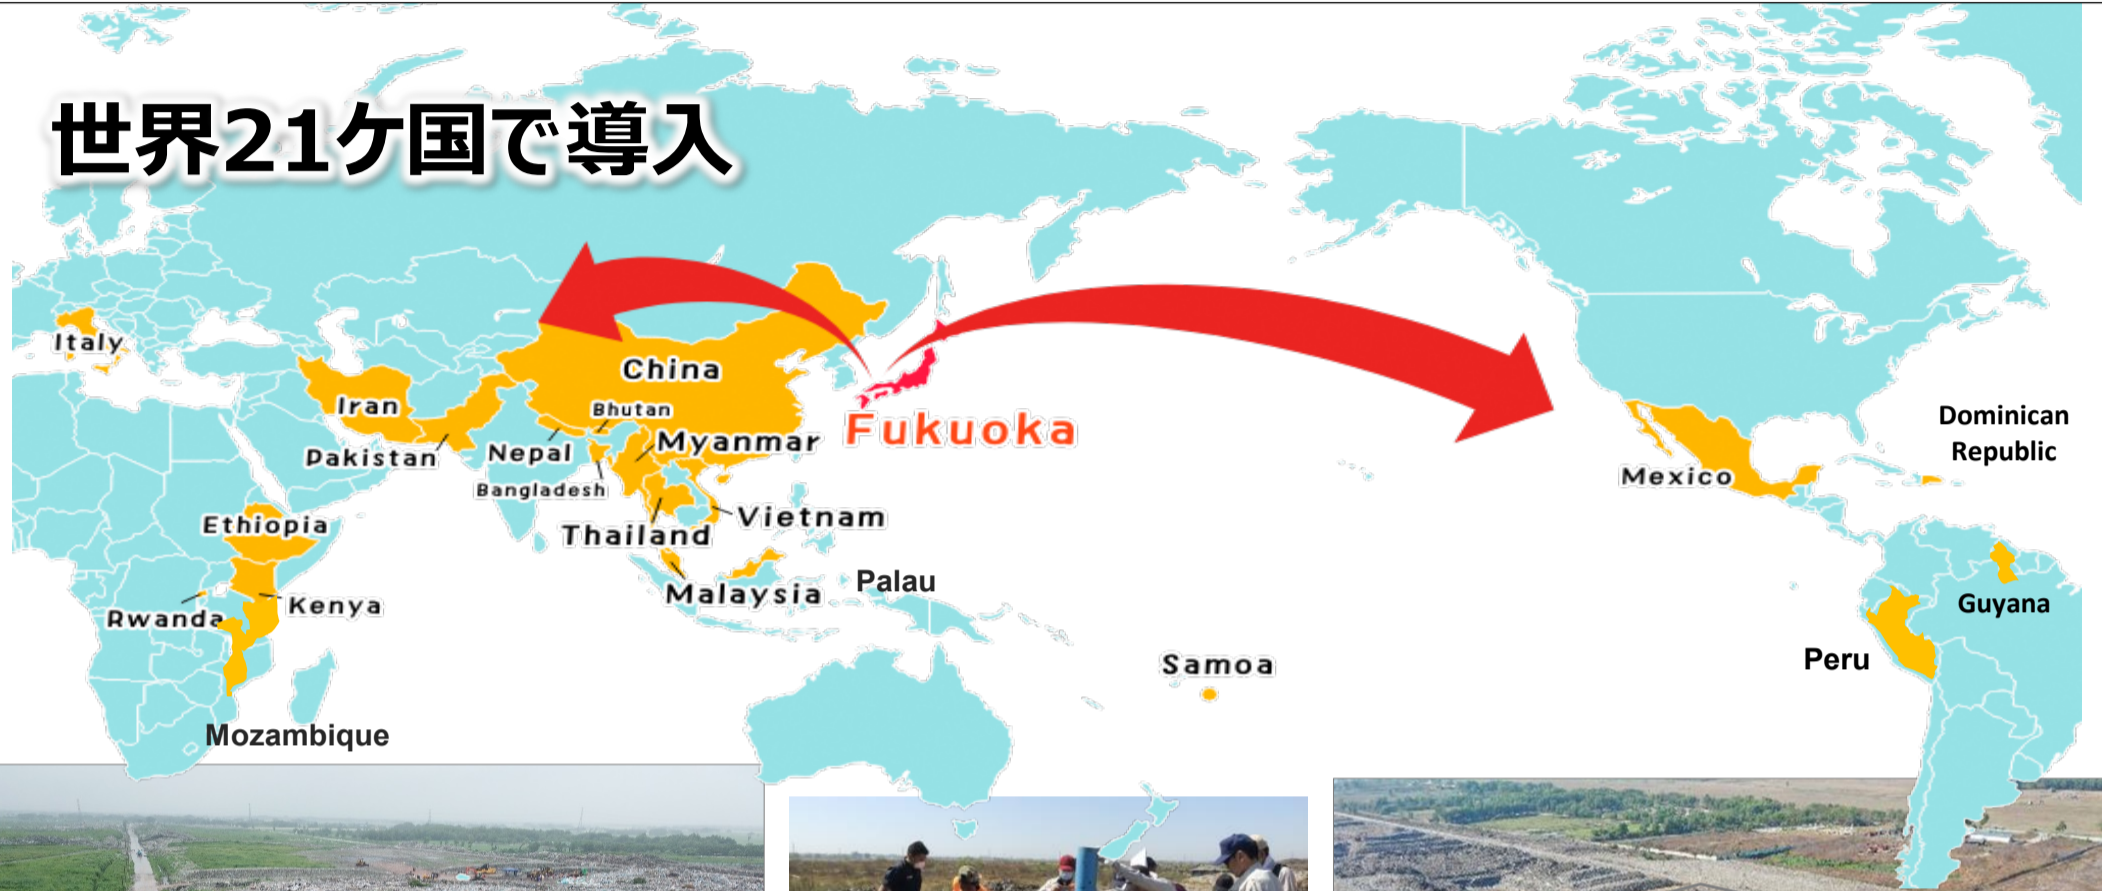 世界21ケ国で導入
Italy
China
Iran
Bhutan
Fukuoka
Dominican
Republic
Pakistan
Nepal
Myanmar
Mexico
Bangladesh
Ethiopia
Thailand
Vietnam
Malaysia
Palau
Rwanda
Kenya
Guyana
Samoa
Peru
Mozambique